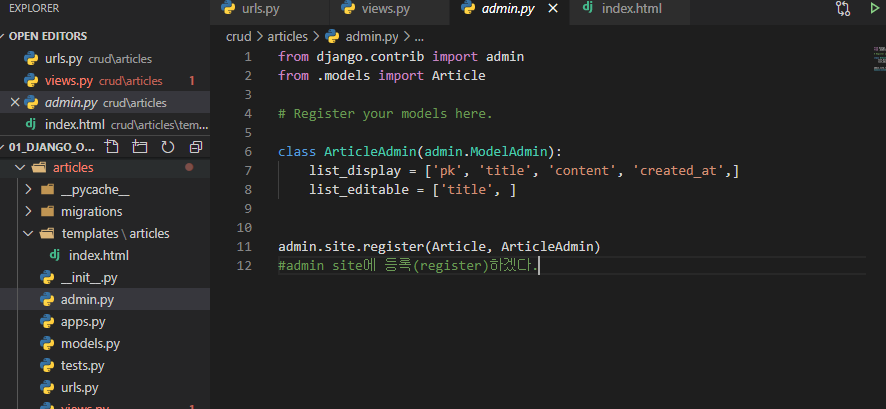 EXPLORER
urls.py
views.py
admin.py
index.html
OPEN EDITORS
urls.py crud\articles
views.py crud\articles 1
admin.py crud\articles
index.html crud\articles\tem...
01_DJANGO_O...
articles
__pycache__
migrations
templates \ articles
index.html
__init__.py
admin.py
apps.py
models.py
tests.py
urls.py
views.py 1
crud > articles > admin.py > ...
1 from django.contrib import admin
2 from .models import Article
3
4 # Register your models here.
5
6 class ArticleAdmin(admin.ModelAdmin):
7 list_display = ['pk', 'title', 'content', 'created_at',]
8 list_editable = ['title', ]
9
10
11 admin.site.register(Article, ArticleAdmin)
12 #admin site에 등록(register)하겠다.